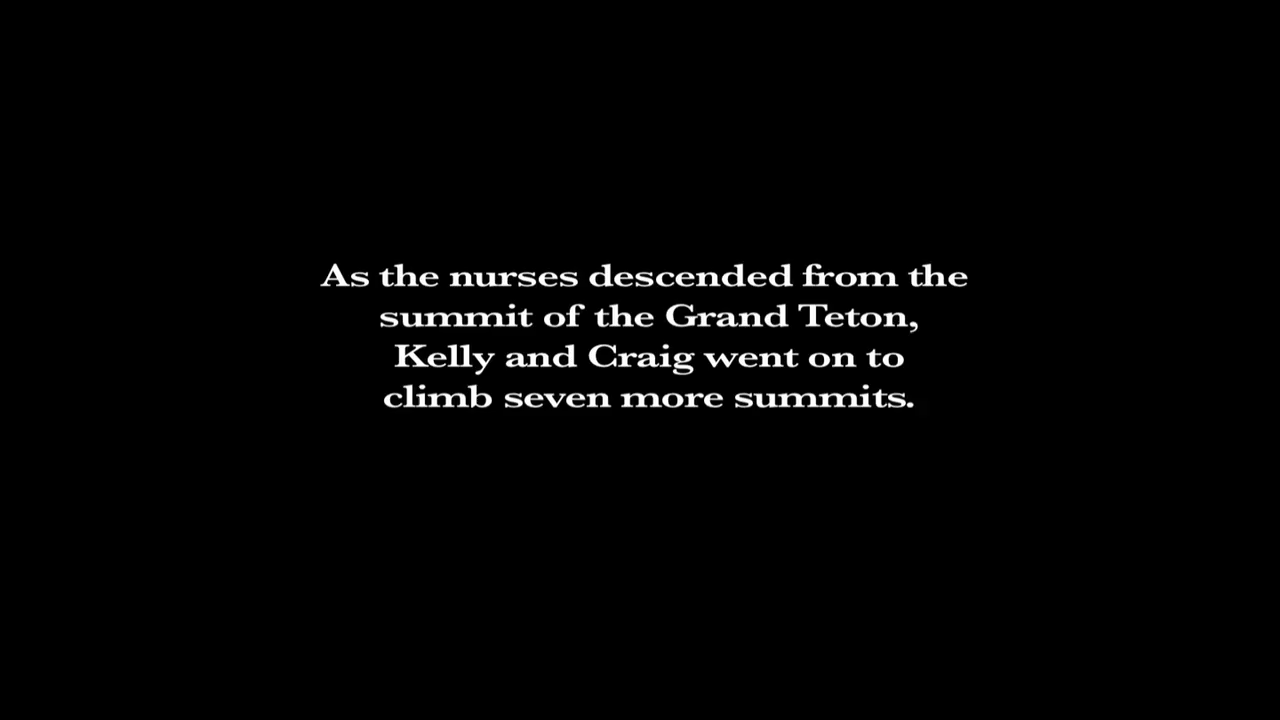 As the nurses descended from the
summit of the Grand Teton,
Kelly and Craig went on to
climb seven more summits.